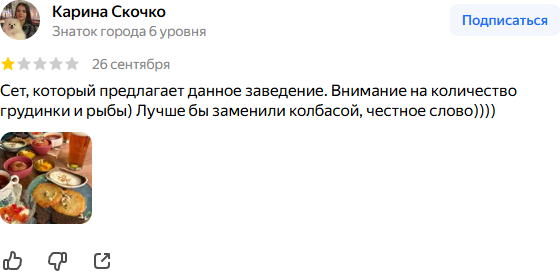 Карина Скочко
Знаток города 6 уровня
Подписаться
26 сентября
Сет, который предлагает данное заведение. Внимание на количество
грудинки и рыбы) Лучше бы заменили колбасой, честное слово))))